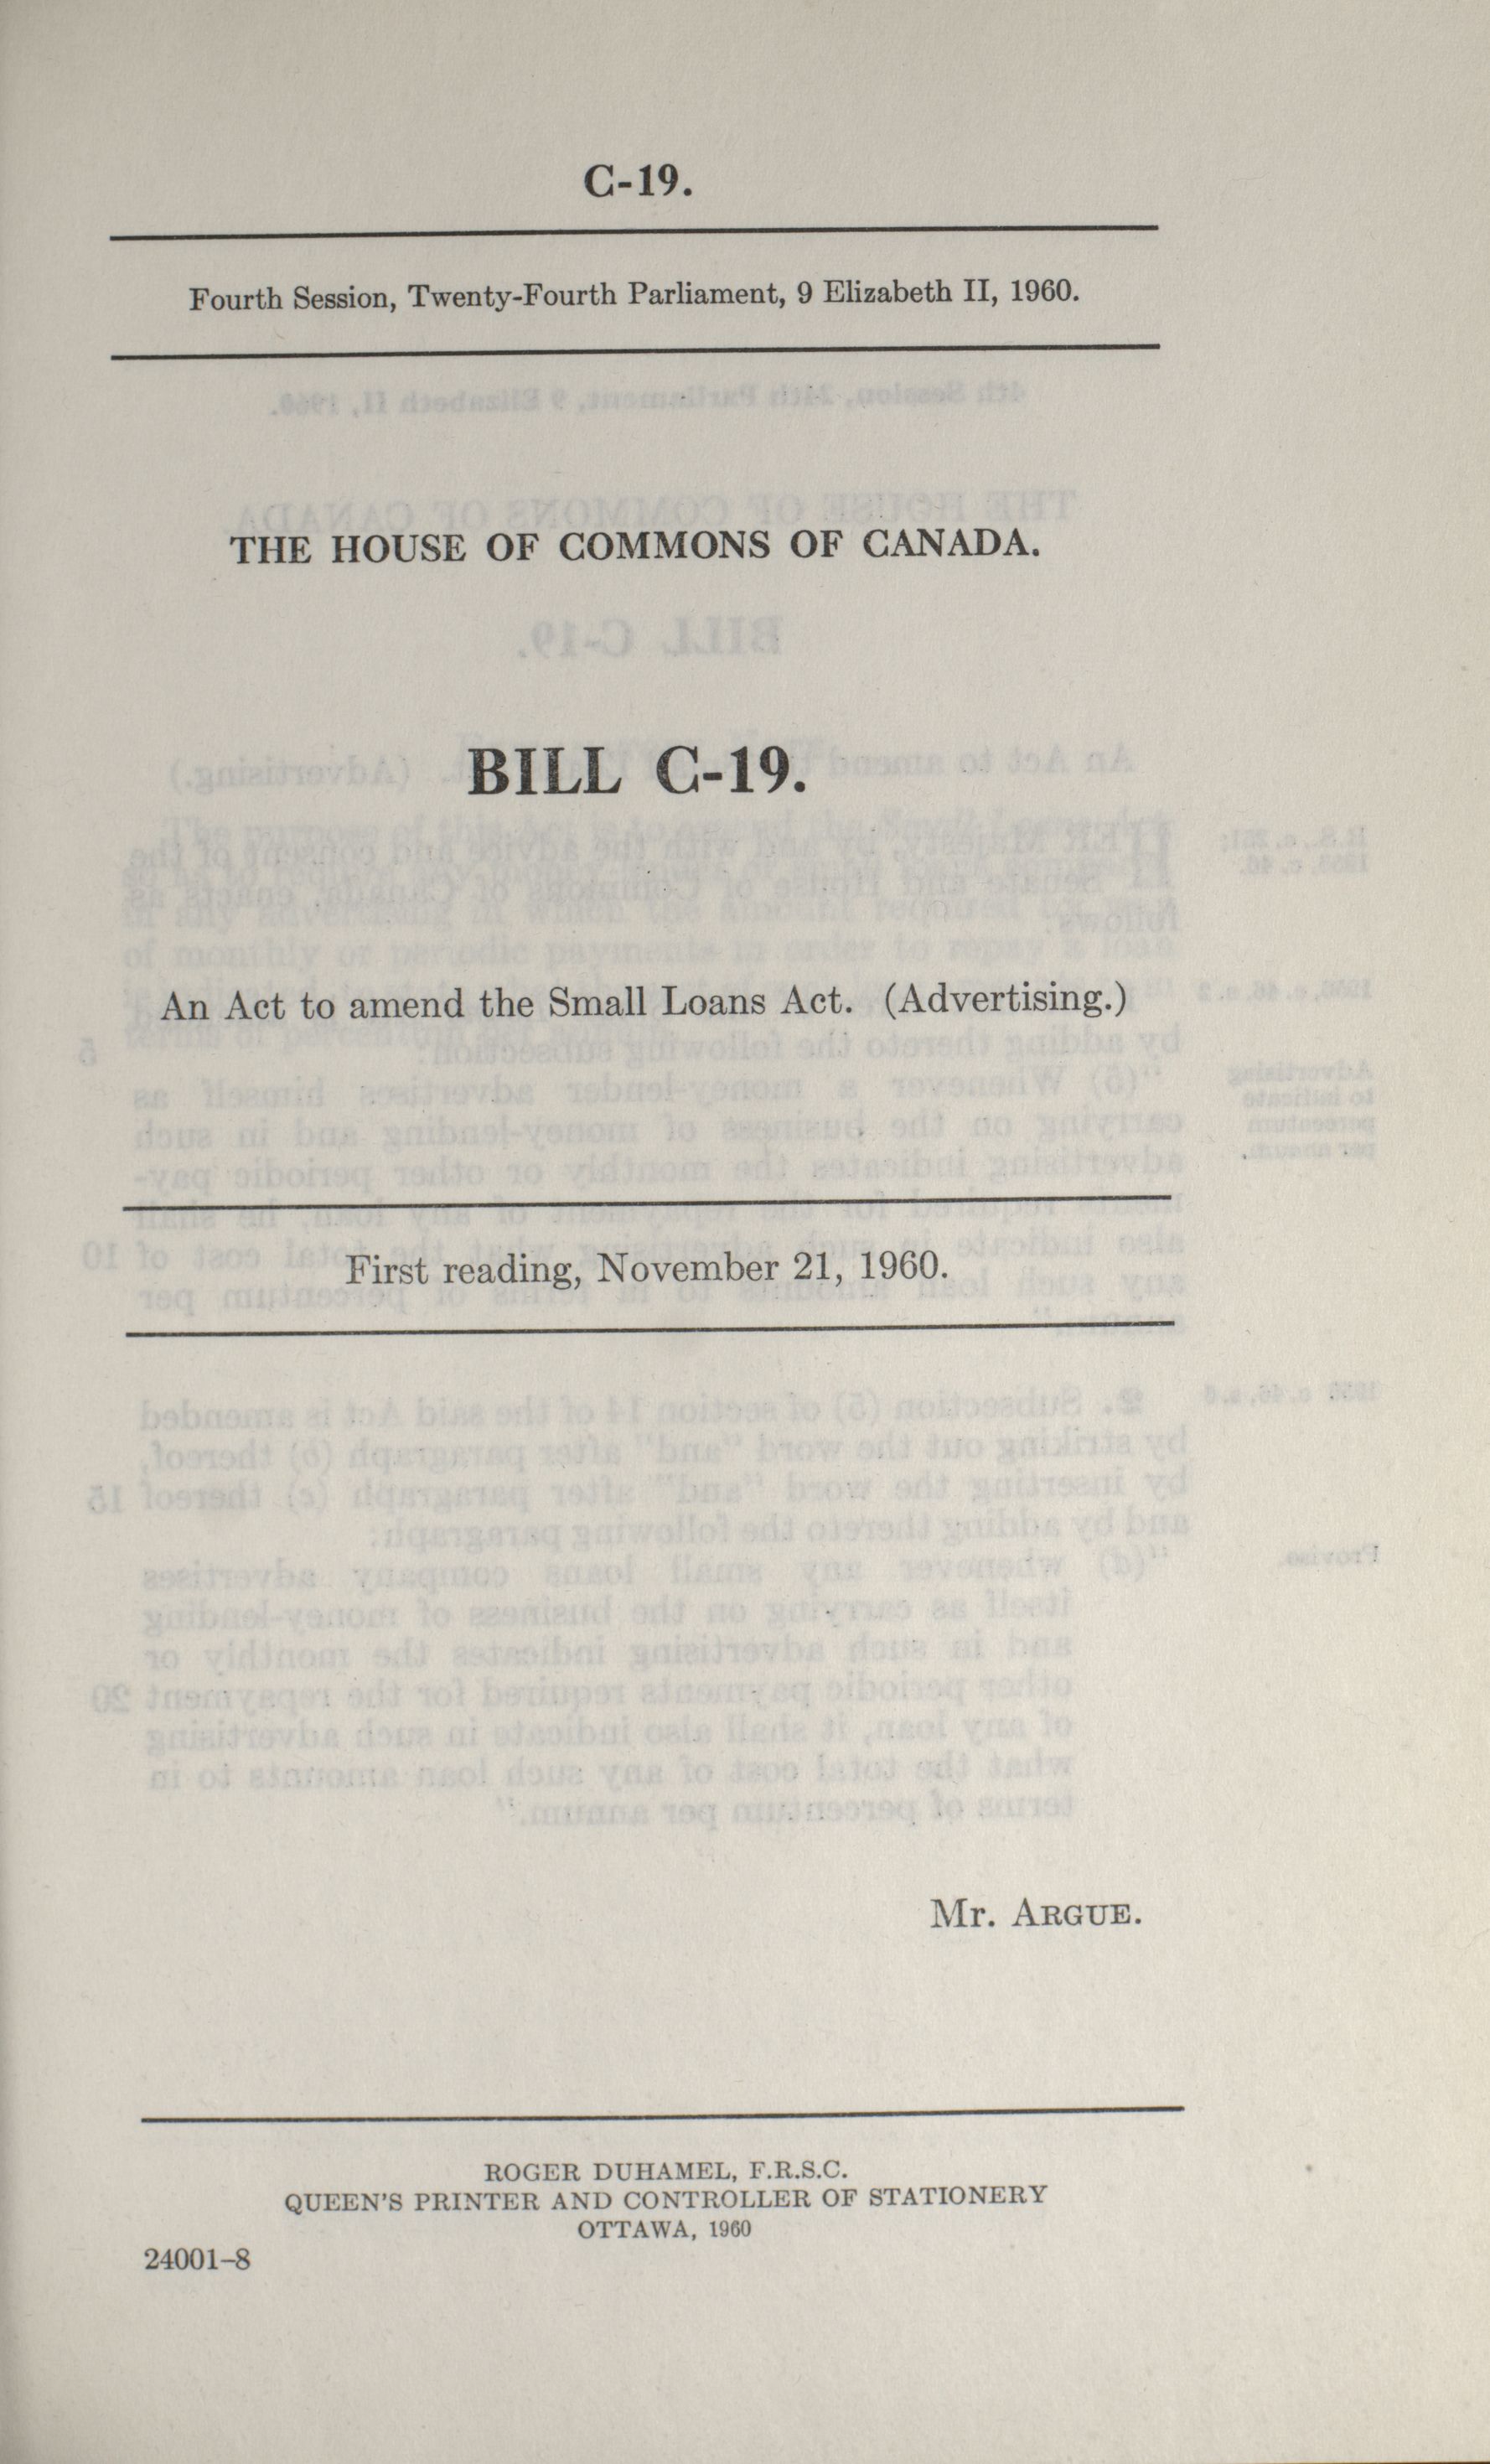 C-19.
Fourth Session, Twenty-Fourth Parliament, 9 Elizabeth II, 1960.
THE HOUSE OF COMMONS OF CANADA.
BILL C-19.
An Act to amend the Small Loans Act. (Advertising.)
First reading, November 21, 1960.
Mr. ARGUE.
ROGER DUHAMEL, F.R.S.C.
QUEEN'S PRINTER AND CONTROLLER OF STATIONERY
OTTAWA, 1960
24001–8